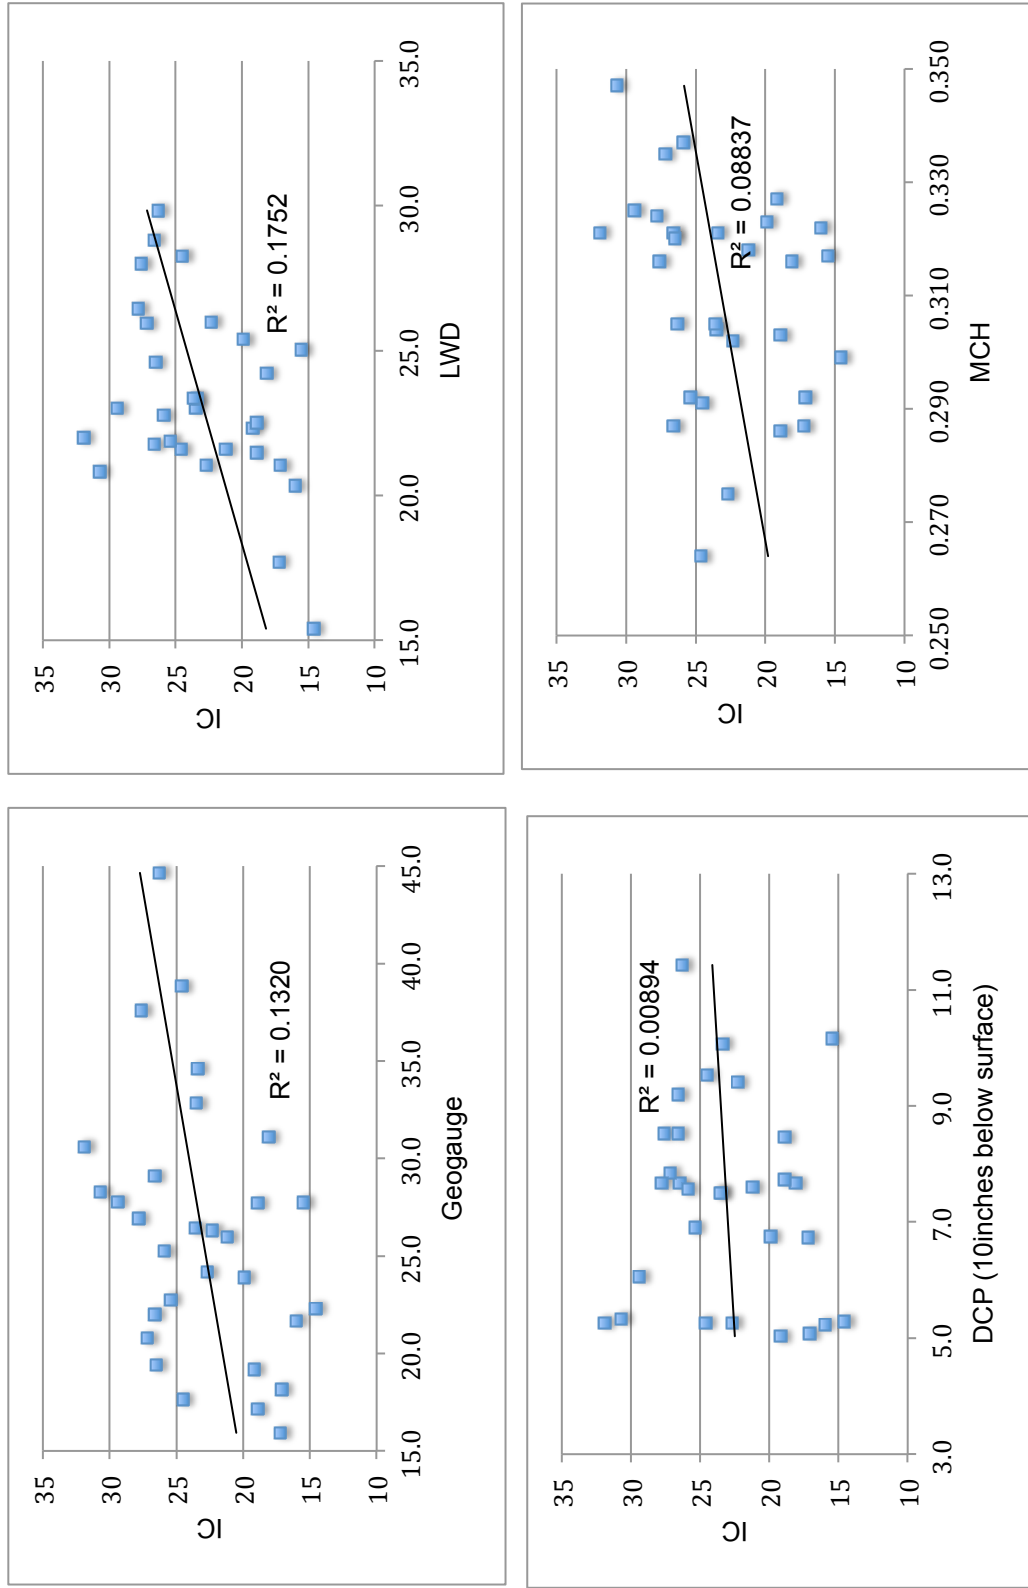 35
30
25
20
15
10
IC
15.0 20.0 25.0 30.0 35.0 40.0 45.0
Geogauge
R² = 0.1320
35
30
25
20
15
10
IC
15.0 20.0 25.0 30.0 35.0
LWD
R² = 0.1752
35
30
25
20
15
10
IC
3.0 5.0 7.0 9.0 11.0 13.0
DCP (10inches below surface)
R² = 0.00894
35
30
25
20
15
10
IC
0.250 0.270 0.290 0.310 0.330 0.350
MCH
R² = 0.08837